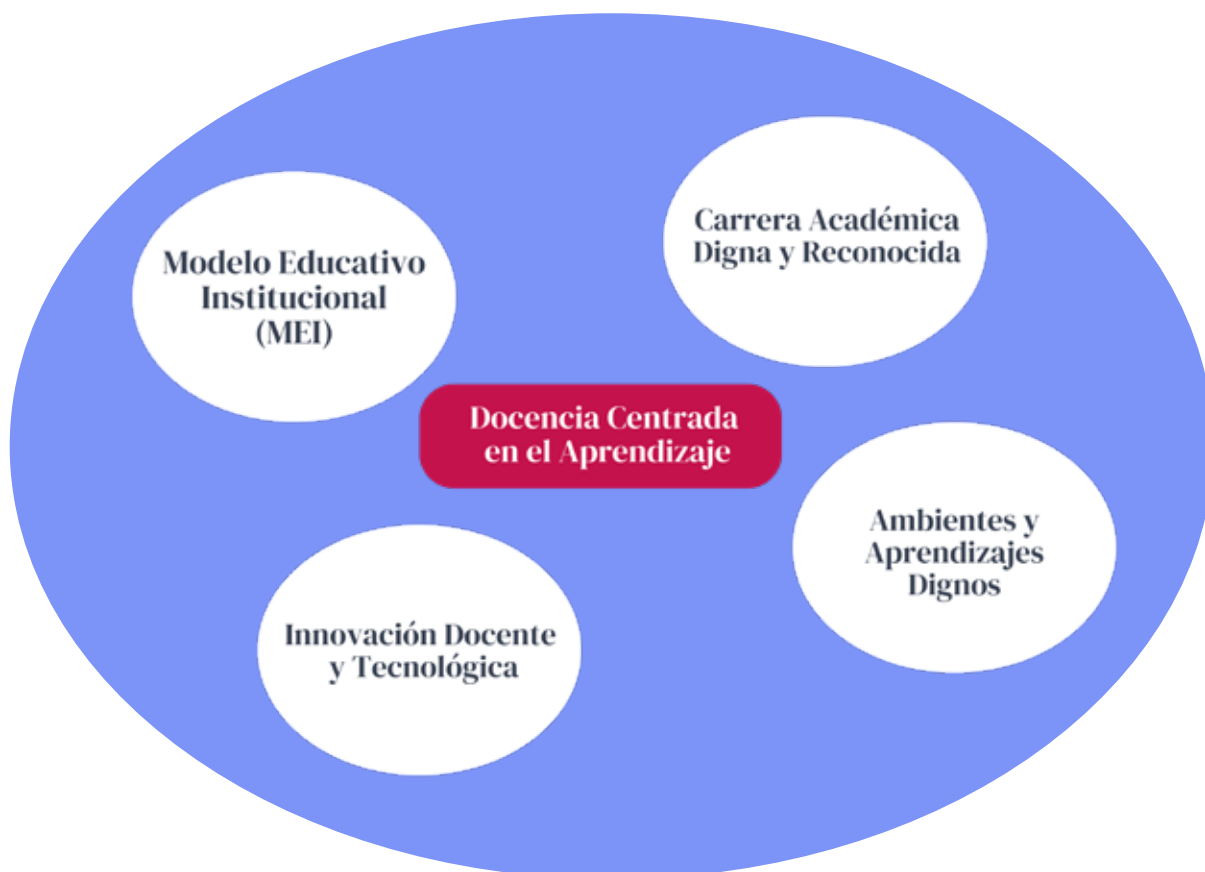 Modelo Educativo
Institucional
(MEI)
Carrera Académica
Digna y Reconocida
Docencia Centrada
en el Aprendizaje
Ambientes y
Aprendizajes
Dignos
Innovación Docente
y Tecnológica